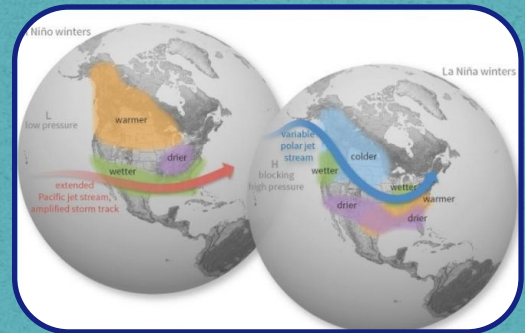 Niño winters
L
low pressure
warmer
drier
wetter
extended
Pacific jet stream,
amplified storm track
La Niña winters
variable
polar jet
stream
colder
wetter
H
blocking
high pressure
wetter
warmer
drier
drier